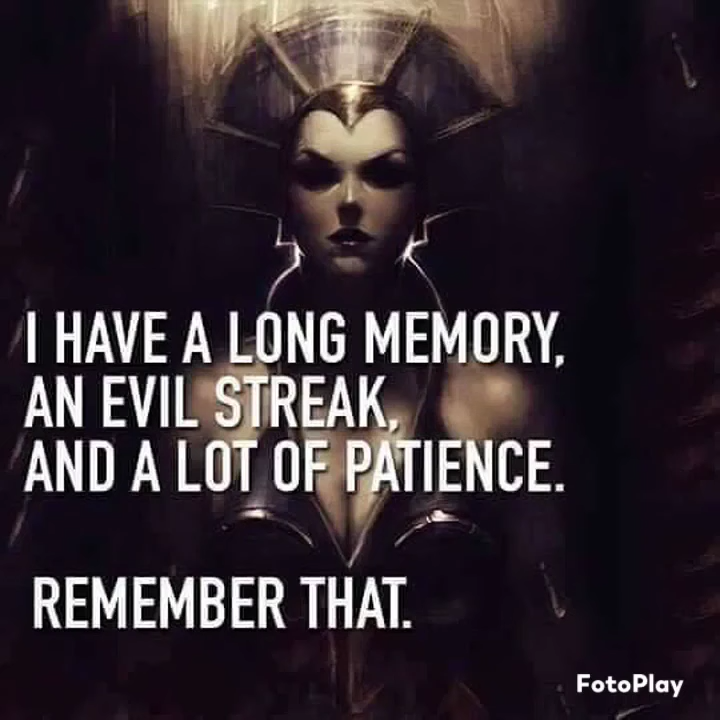 I HAVE A LONG MEMORY,
AN EVIL STREAK,
AND A LOT OF PATIENCE.
REMEMBER THAT.
FotoPlay